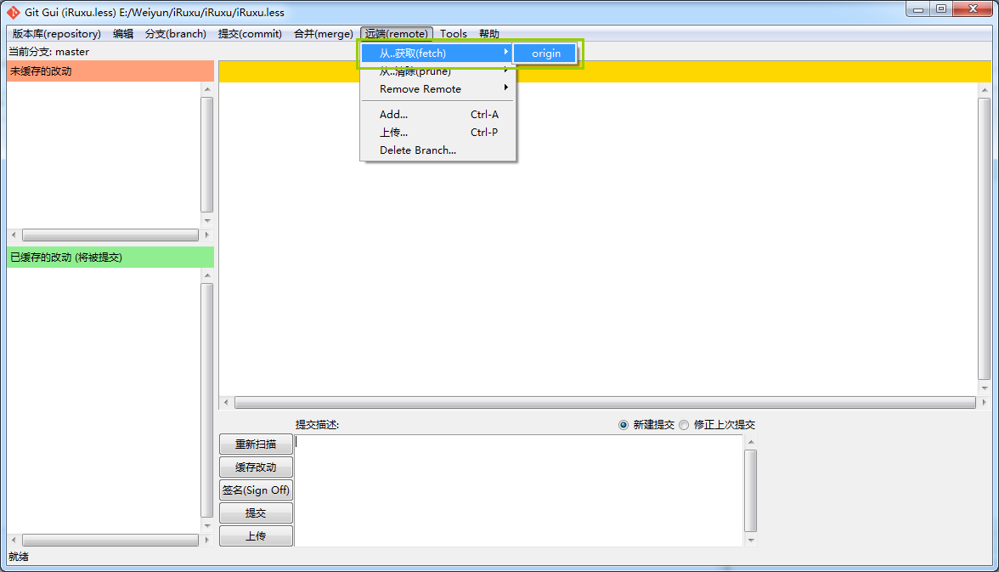 Git Gui (iRuxu.less) E:/Weiyun/iRuxu/iRuxu/iRuxu.less
版本库(repository) 编辑 分支(branch) 提交(commit) 合并(merge) 远端(remote) Tools 帮助
当前分支: master
从..获取(fetch) origin
未缓存的改动
从..清除(prune)
Remove Remote
Add... Ctrl-A
上传... Ctrl-P
Delete Branch...
已缓存的改动 (将被提交)
提交描述: 新建提交 修正上次提交
重新扫描
缓存改动
签名(Sign Off)
提交
上传
就绪